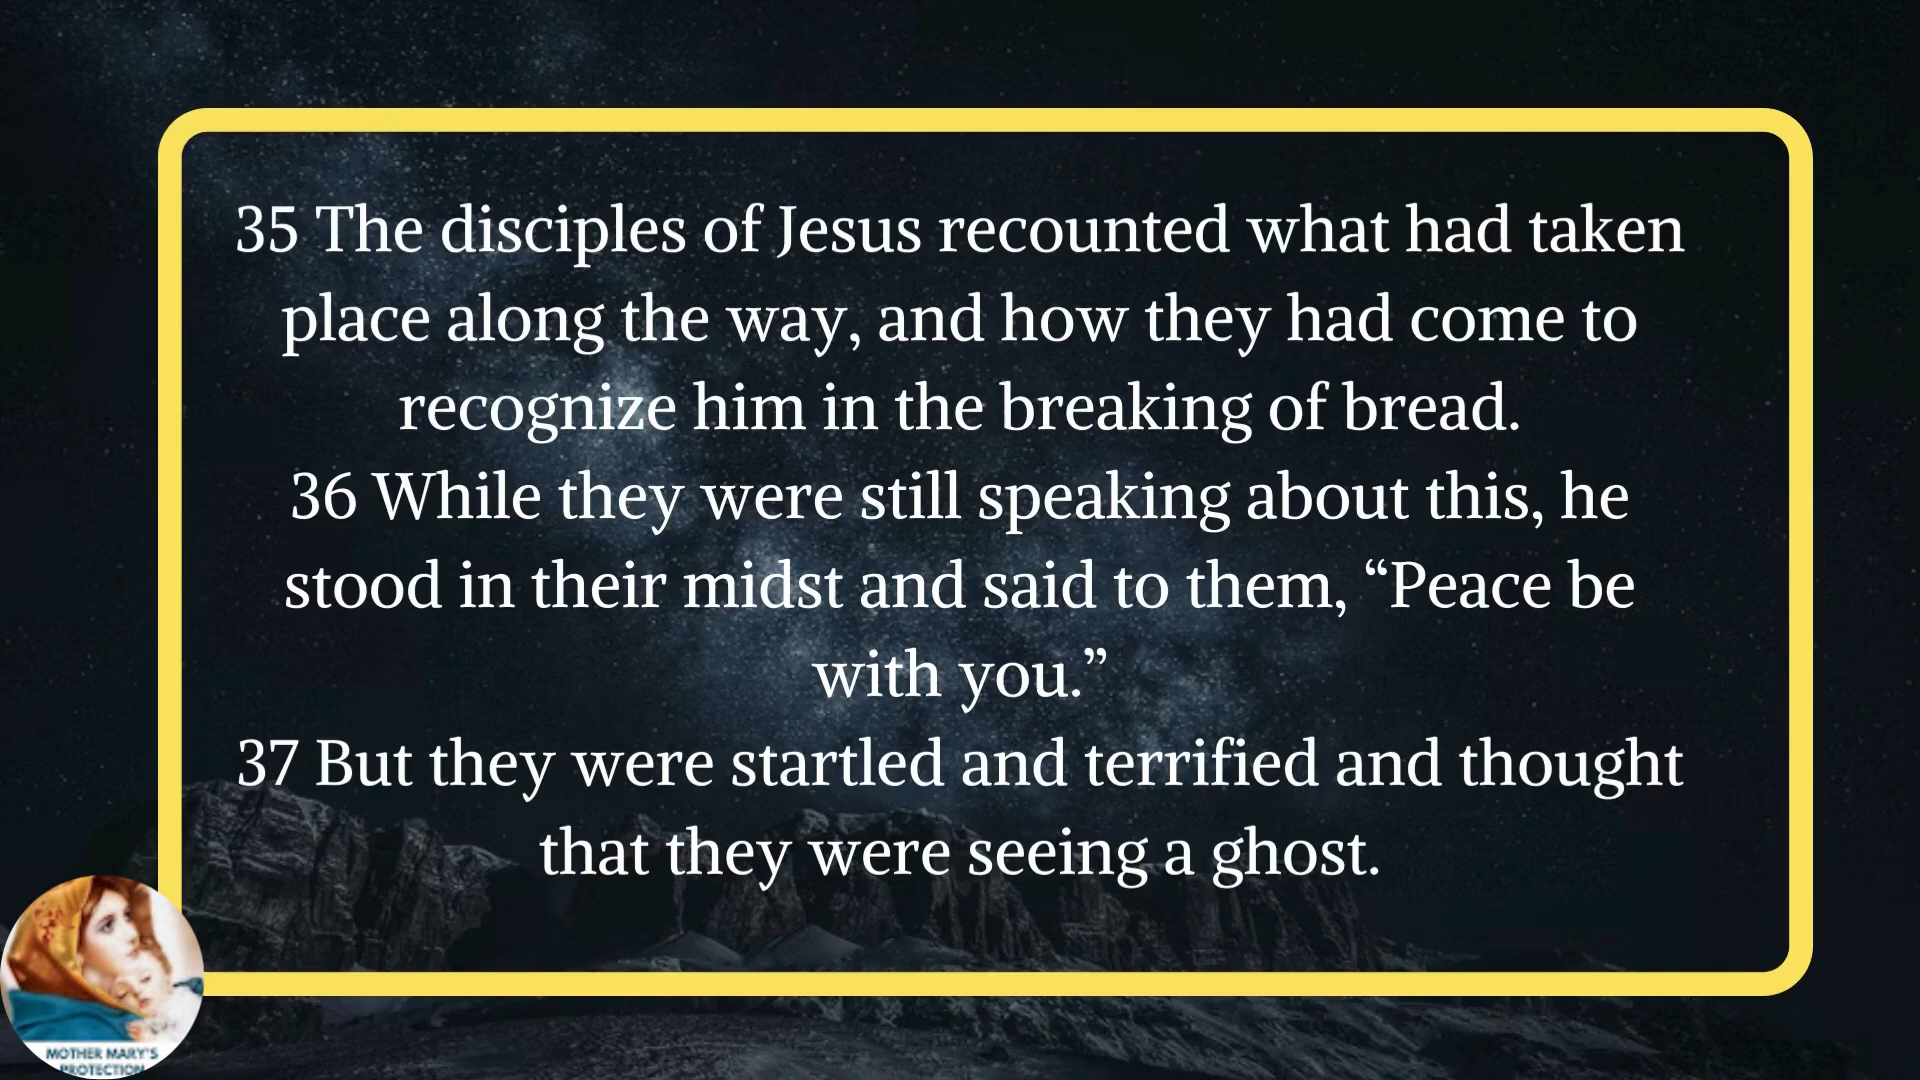 35 The disciples of Jesus recounted what had taken
place along the way, and how they had come to
recognize him in the breaking of bread.
36 While they were still speaking about this, he
stood in their midst and said to them, “Peace be
with you.”
37 But they were startled and terrified and thought
that they were seeing a ghost.
MOTHER MARY'S
PROTECTION